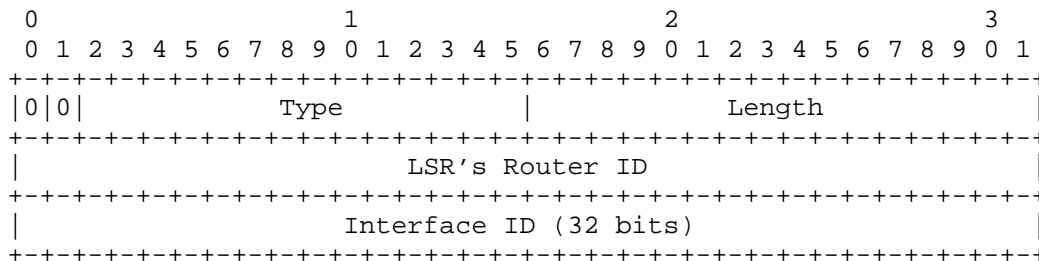 0                   1                   2                   3
 0 1 2 3 4 5 6 7 8 9 0 1 2 3 4 5 6 7 8 9 0 1 2 3 4 5 6 7 8 9 0 1
+-+-+-+-+-+-+-+-+-+-+-+-+-+-+-+-+-+-+-+-+-+-+-+-+-+-+-+-+-+-+-+-+
|0|0|            Type           |            Length             |
+-+-+-+-+-+-+-+-+-+-+-+-+-+-+-+-+-+-+-+-+-+-+-+-+-+-+-+-+-+-+-+-+
|                        LSR's Router ID                        |
+-+-+-+-+-+-+-+-+-+-+-+-+-+-+-+-+-+-+-+-+-+-+-+-+-+-+-+-+-+-+-+-+
|                    Interface ID (32 bits)                     |
+-+-+-+-+-+-+-+-+-+-+-+-+-+-+-+-+-+-+-+-+-+-+-+-+-+-+-+-+-+-+-+-+